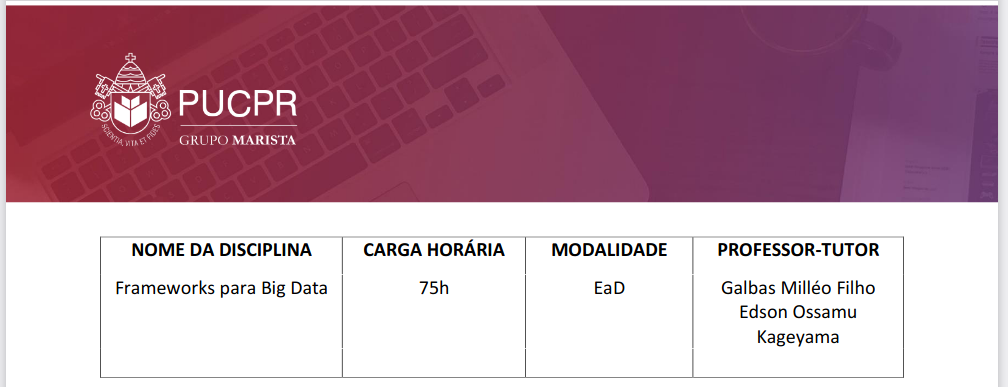 PUCPR
GRUPO MARISTA
SCIENTIA, VITA ET FIDES
NOME DA DISCIPLINA
CARGA HORÁRIA
MODALIDADE
PROFESSOR-TUTOR
Frameworks para Big Data
75h
EaD
Galbas Milléo Filho
Edson Ossamu
Kageyama